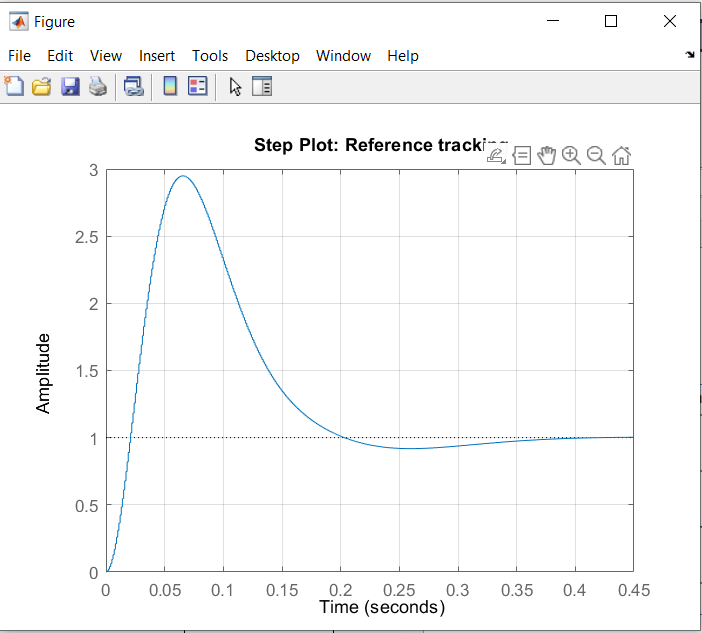 Figure
File Edit View Insert Tools Desktop Window Help
Step Plot: Reference tracking
3
2.5
2
1.5
1
0.5
0
Amplitude
0 0.05 0.1 0.15 0.2 0.25 0.3 0.35 0.4 0.45
Time (seconds)